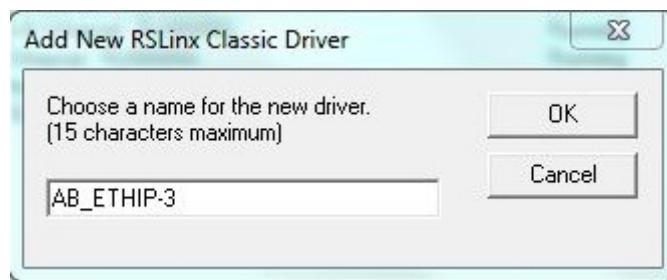 Add New RSLinx Classic Driver
Choose a name for the new driver.
(15 characters maximum)
OK
Cancel
AB_ETHIP-3